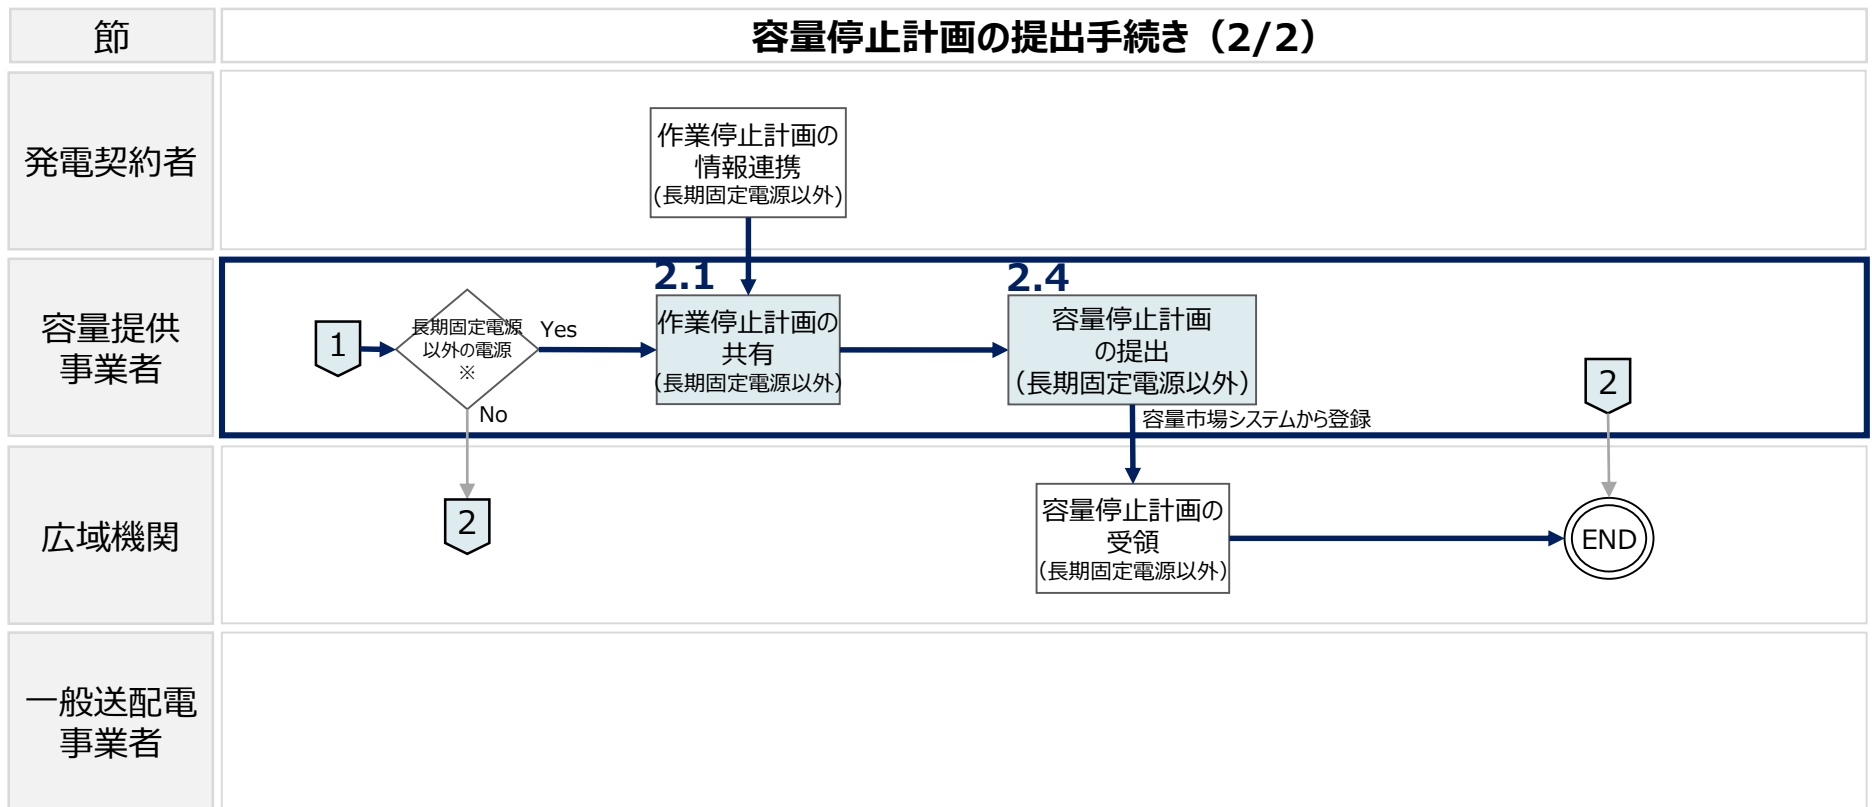 節
容量停止計画の提出手続き（2/2）
発電契約者
作業停止計画の
情報連携
(長期固定電源以外)
容量提供
事業者
1
長期固定電源
以外の電源
※
Yes
No
2.1
作業停止計画の
共有
(長期固定電源以外)
2.4
容量停止計画
の提出
（長期固定電源以外）
容量市場システムから登録
2
広域機関
2
容量停止計画の
受領
(長期固定電源以外)
END
一般送配電
事業者